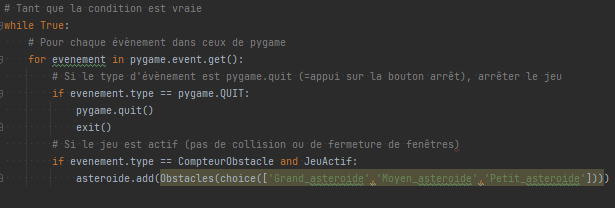 # Tant que la condition est vraie
while True:
    # Pour chaque évènement dans ceux de pygame
    for evenement in pygame.event.get():
        # Si le type d'évènement est pygame.quit (=appui sur la bouton arrêt), arrêter le jeu
        if evenement.type == pygame.QUIT:
            pygame.quit()
            exit()
        # Si le jeu est actif (pas de collision ou de fermeture de fenêtres)
        if evenement.type == CompteurObstacle and JeuActif:
            asteroide.add(Obstacles(choice(['Grand_asteroide','Moyen_asteroide','Petit_asteroide'])))